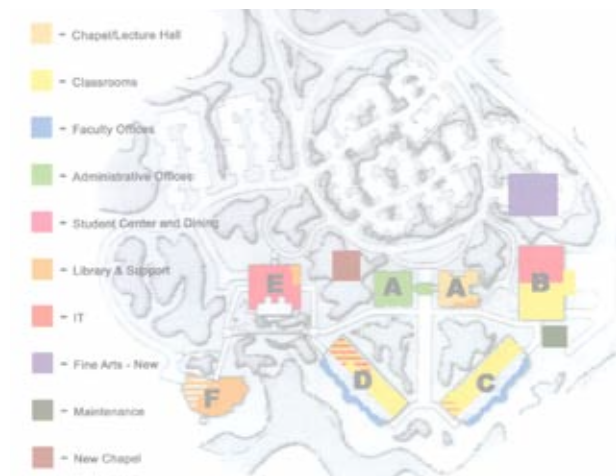 - Chapel/Lecture Hall
- Classrooms
- Faculty Offices
- Administrative Offices
- Student Center and Dining
- Library & Support
- IT
- Fine Arts - New
- Maintenance
- New Chapel
E
A
A
B
D
C
F